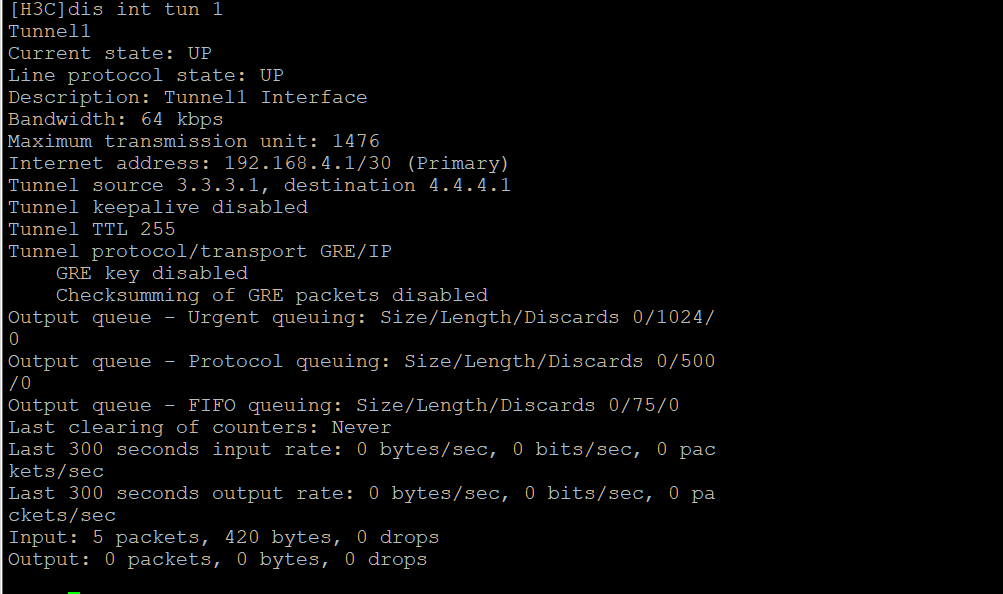 [H3C]dis int tun 1
Tunnel1
Current state: UP
Line protocol state: UP
Description: Tunnel1 Interface
Bandwidth: 64 kbps
Maximum transmission unit: 1476
Internet address: 192.168.4.1/30 (Primary)
Tunnel source 3.3.3.1, destination 4.4.4.1
Tunnel keepalive disabled
Tunnel TTL 255
Tunnel protocol/transport GRE/IP
    GRE key disabled
    Checksumming of GRE packets disabled
Output queue - Urgent queuing: Size/Length/Discards 0/1024/
0
Output queue - Protocol queuing: Size/Length/Discards 0/500
/0
Output queue - FIFO queuing: Size/Length/Discards 0/75/0
Last clearing of counters: Never
Last 300 seconds input rate: 0 bytes/sec, 0 bits/sec, 0 pac
kets/sec
Last 300 seconds output rate: 0 bytes/sec, 0 bits/sec, 0 pa
ckets/sec
Input: 5 packets, 420 bytes, 0 drops
Output: 0 packets, 0 bytes, 0 drops